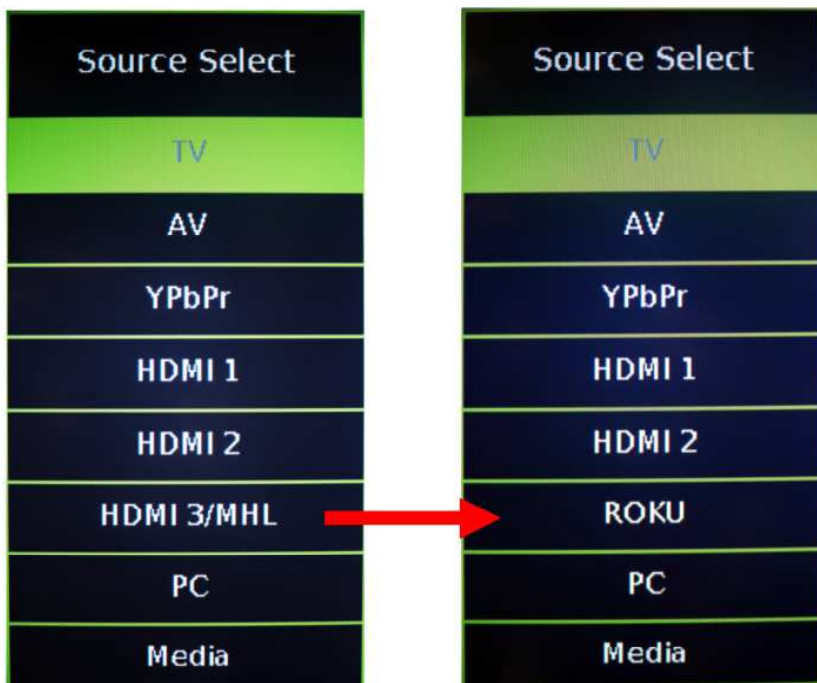 Source Select
TV
AV
YPbPr
HDMI 1
HDMI 2
HDMI 3/MHL
PC
Media
Source Select
TV
AV
YPbPr
HDMI 1
HDMI 2
ROKU
PC
Media